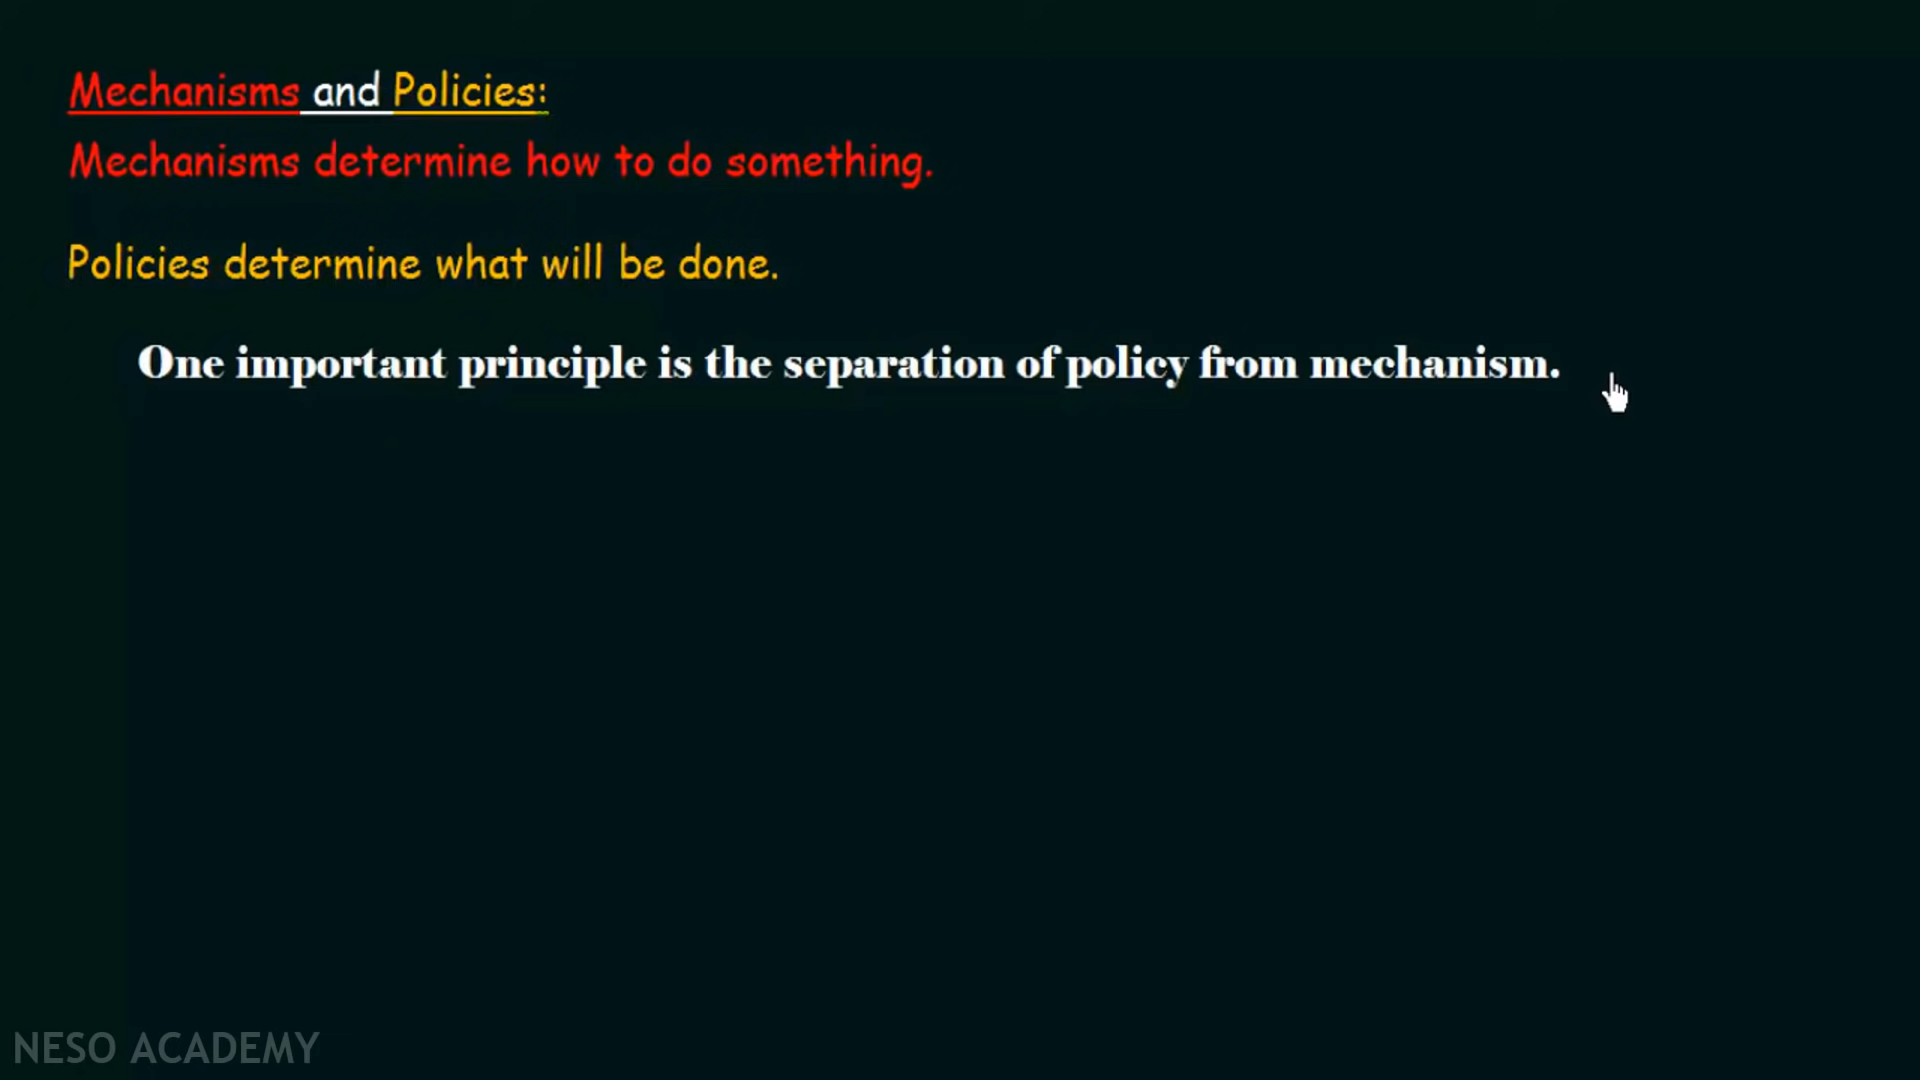 Mechanisms and Policies:
Mechanisms determine how to do something.
Policies determine what will be done.
One important principle is the separation of policy from mechanism.
NESO ACADEMY